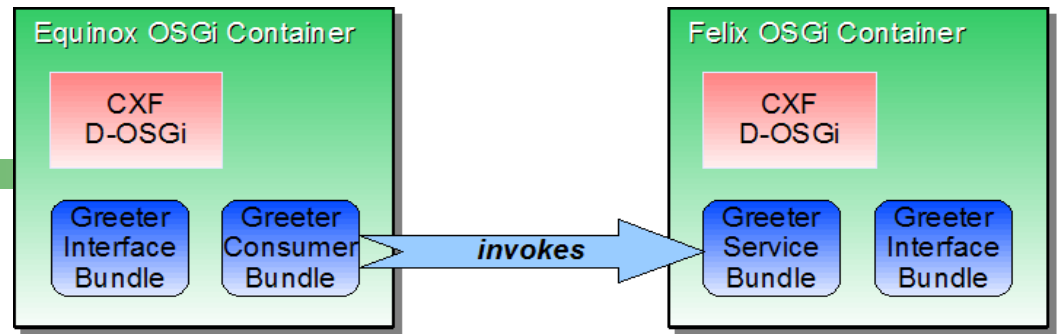 Equinox OSGi Container
CXF
D-OSGi
Greeter
Interface
Bundle
Greeter
Consumer
Bundle
invokes
Felix OSGi Container
CXF
D-OSGi
Greeter
Service
Bundle
Greeter
Interface
Bundle